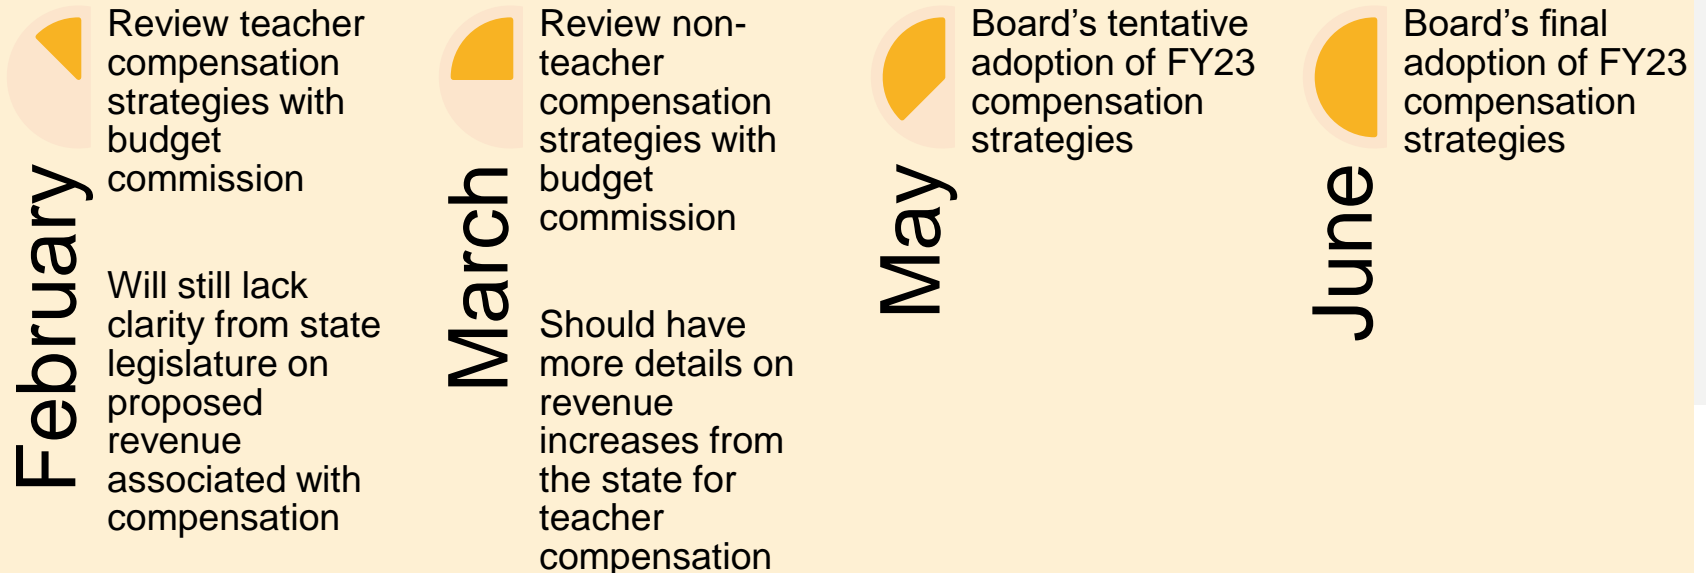 February
Review teacher
compensation
strategies with
budget
commission
Will still lack
clarity from state
legislature on
proposed
revenue
associated with
compensation
March
Review non-
teacher
compensation
strategies with
budget
commission
Should have
more details on
revenue
increases from
the state for
teacher
compensation
May
Board’s tentative
adoption of FY23
compensation
strategies
June
Board’s final
adoption of FY23
compensation
strategies